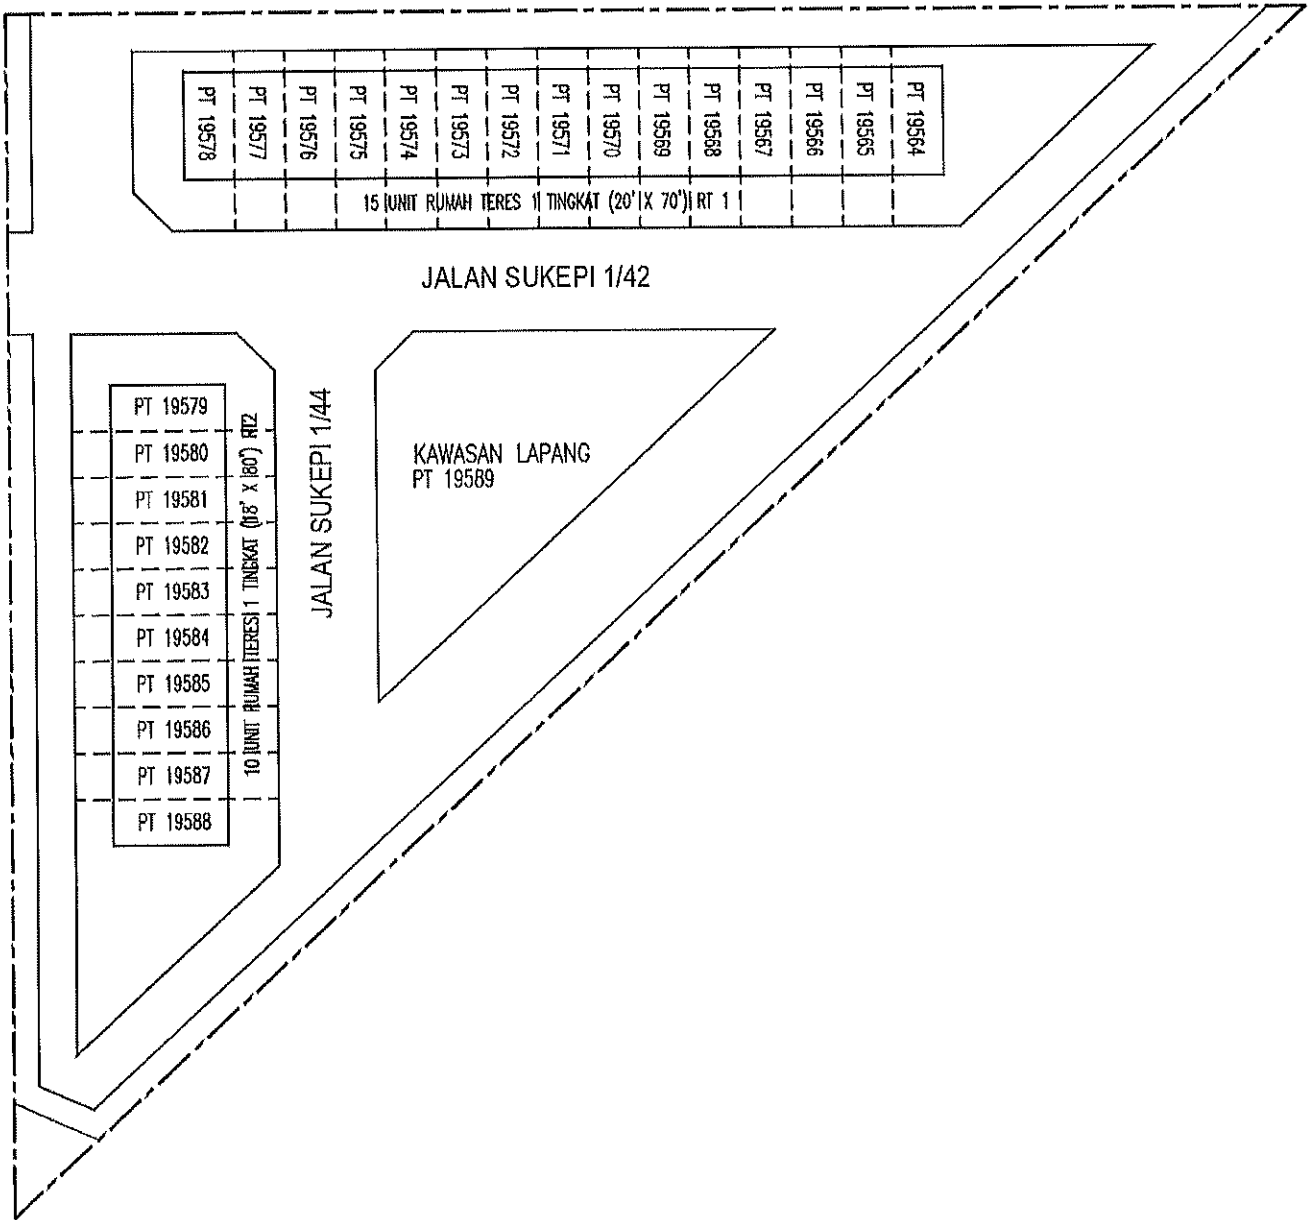 PT 19578
PT 19577
PT 19576
PT 19575
PT 19574
PT 19573
PT 19572
PT 19571
PT 19570
PT 19569
PT 19568
PT 19567
PT 19566
PT 19565
PT 19564
15 UNIT RUMAH TERES 1 TINGKAT (20' X 70') RT 1
JALAN SUKEPI 1/42
PT 19579
PT 19580
PT 19581
PT 19582
PT 19583
PT 19584
PT 19585
PT 19586
PT 19587
PT 19588
10 UNIT RUMAH TERES 1 TINGKAT (18' X 80') RT2
JALAN SUKEPI 1/44
KAWASAN LAPANG
PT 19589